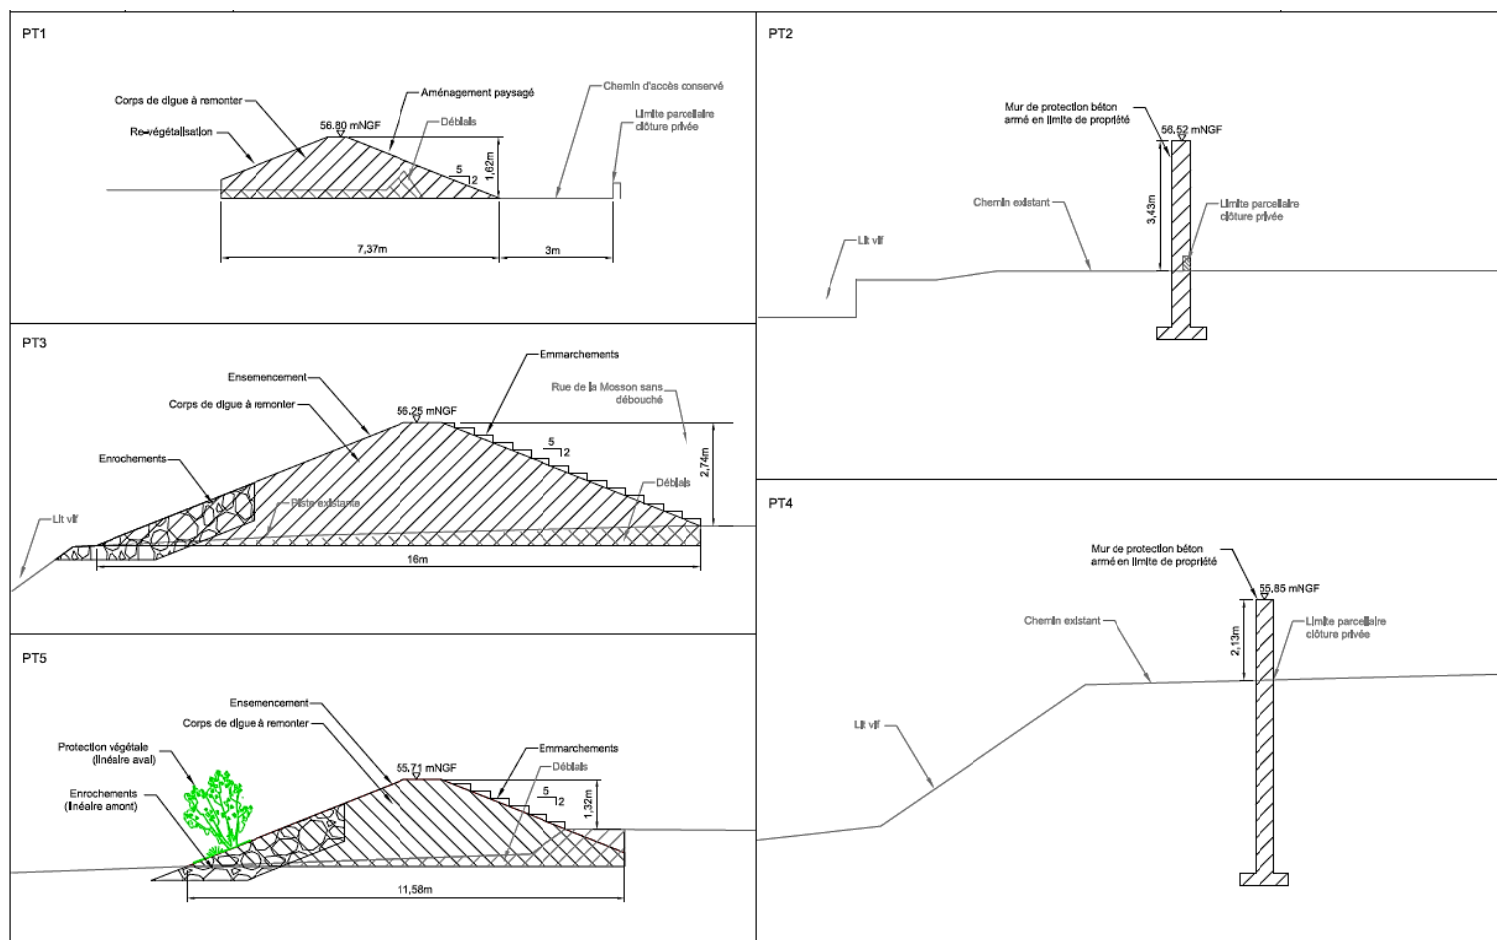 PT1
Corps de digue à remonter
Re-végétalisation
56.80 mNGF
Aménagement paysagé
Déblais
Chemin d'accès conservé
Limite parcellaire
clôture privée
1,62m
5
2
7,37m
3m
PT2
Mur de protection béton
armé en limite de propriété
56.52 mNGF
Chemin existant
3,43m
Limite parcellaire
clôture privée
Lit vif
PT3
Emmarchements
Ensemencement
Corps de digue à remonter
56.25 mNGF
Rue de la Mosson sans
débouché
5
2
2,74m
Enrochements
Déblais
Piste existante
Lit vif
16m
PT4
Mur de protection béton
armé en limite de propriété
55.85 mNGF
Chemin existant
2,13m
Limite parcellaire
clôture privée
Lit vif
PT5
Ensemencement
Corps de digue à remonter
Protection végétale
(linéaire aval)
55.71 mNGF
Emmarchements
Déblais
Enrochements
(linéaire amont)
5
2
1,32m
11,58m